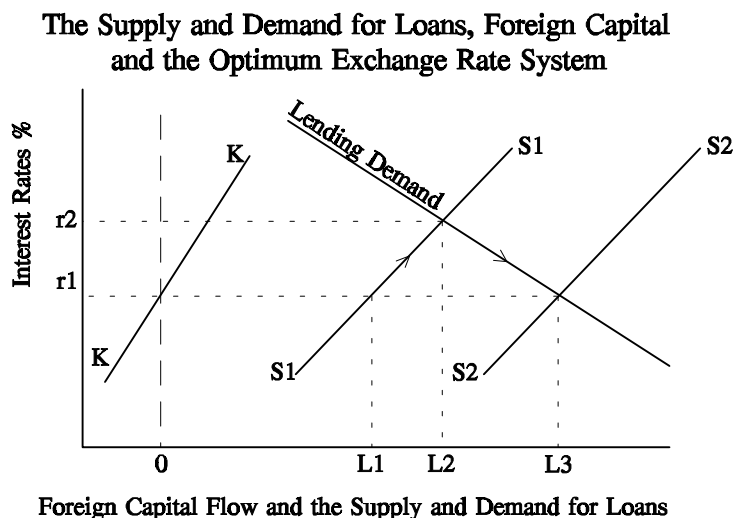 The Supply and Demand for Loans, Foreign Capital
and the Optimum Exchange Rate System
Interest Rates %
Lending Demand
K
S1
S2
r2
r1
K
S1
S2
0
L1
L2
L3
Foreign Capital Flow and the Supply and Demand for Loans